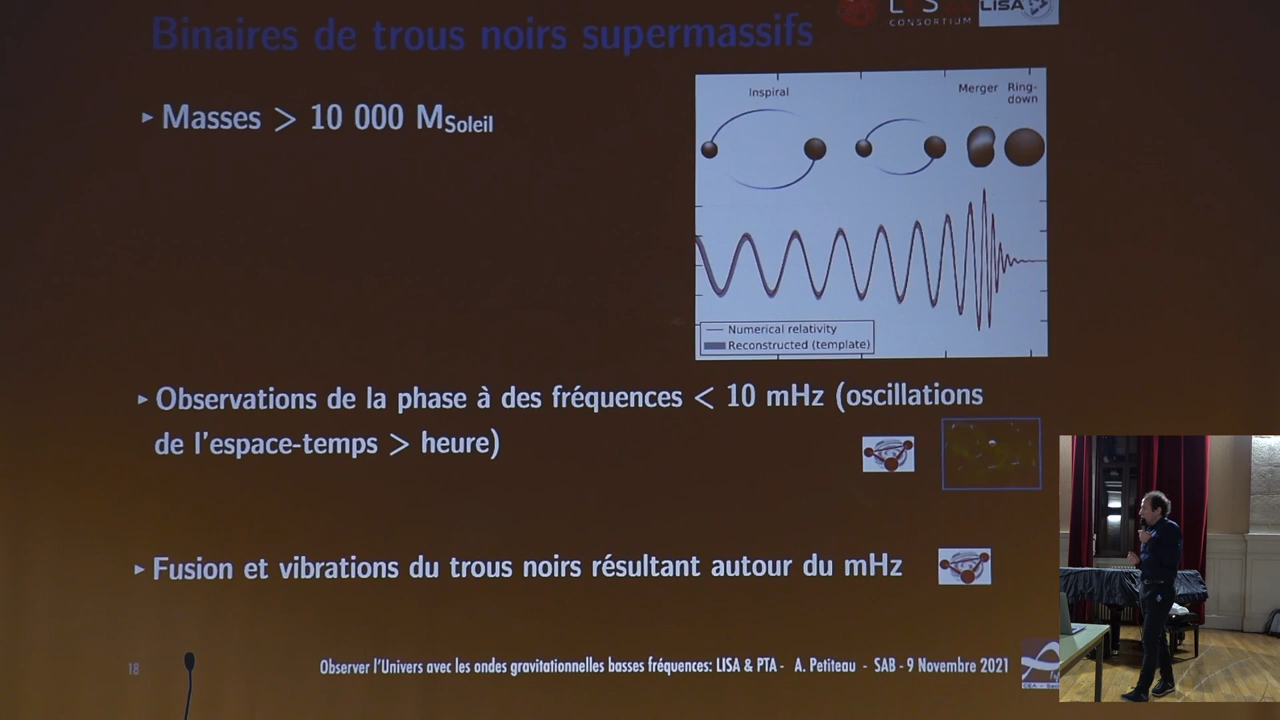 Binaires de trous noirs supermassifs
CONSORTIUM
LISA
▸ Masses > 10 000 M_Soleil
Inspiral
Merger
Ring-
down
Numerical relativity
Reconstructed (template)
▸ Observations de la phase à des fréquences < 10 mHz (oscillations
de l'espace-temps > heure)
▸ Fusion et vibrations du trous noirs résultant autour du mHz
18
Observer l'Univers avec les ondes gravitationnelles basses fréquences: LISA & PTA - A. Petiteau - SAB - 9 Novembre 2021